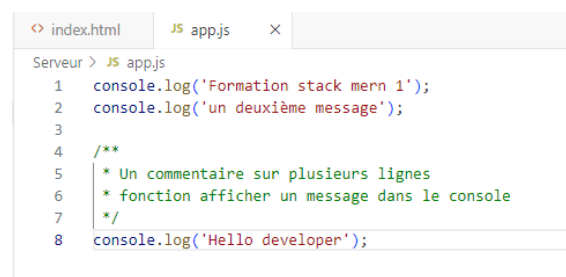 <> index.html JS app.js ×
Serveur > JS app.js
1 console.log('Formation stack mern 1');
2 console.log('un deuxième message');
3
4 /**
5 * Un commentaire sur plusieurs lignes
6 * fonction afficher un message dans le console
7 */
8 console.log('Hello developer');